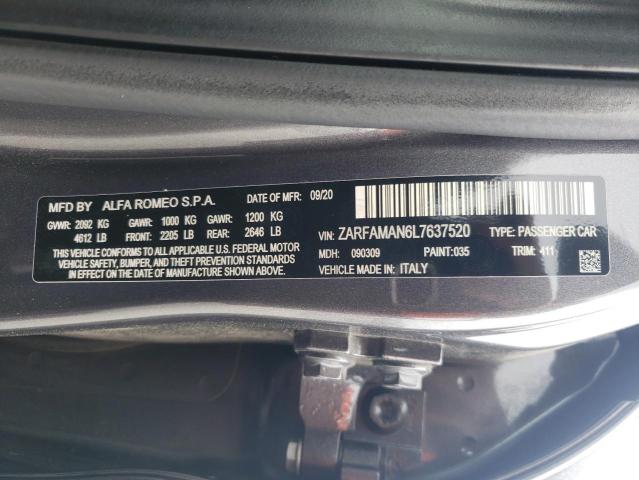 MFD BY ALFA ROMEO S.P.A. DATE OF MFR 09/20
GVWR: 2092 KG GAWR: 1000 KG GAWR: 1200 KG
4612 LB FRONT: 2205 LB REAR: 2646 LB
THIS VEHICLE CONFORMS TO ALL APPLICABLE U.S. FEDERAL MOTOR
VEHICLE SAFETY, BUMPER, AND THEFT PREVENTION STANDARDS
IN EFFECT ON THE DATE OF MANUFACTURE SHOWN ABOVE.
VIN: ZARFAMAN6L7637520 TYPE: PASSENGER CAR
MDH: 090309 PAINT: 035 TRIM: 411
VEHICLE MADE IN: ITALY